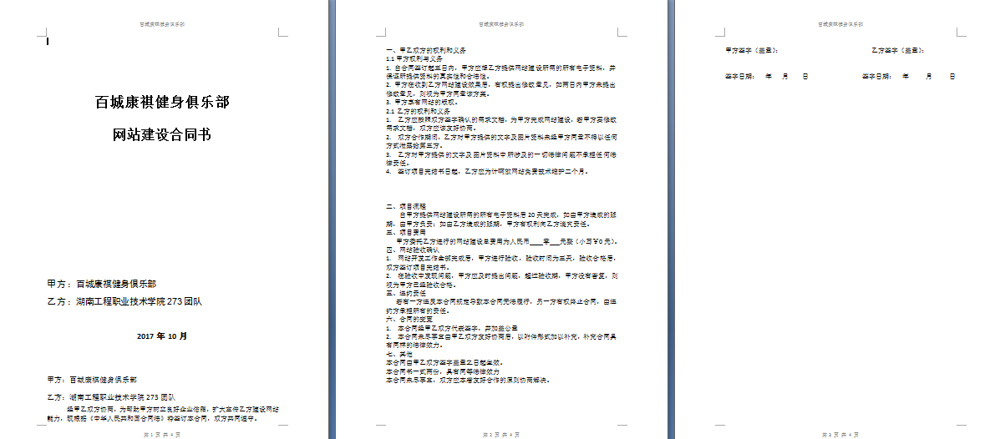 百城康祺健身俱乐部
百城康祺健身俱乐部
网站建设合同书
甲方：百城康祺健身俱乐部
乙方：湖南工程职业技术学院 273 团队
2017 年 10 月
甲方：百城康祺健身俱乐部
乙方：湖南工程职业技术学院 273 团队
经甲乙双方协商，为帮助甲方树立良好企业信箱，扩大宣传乙方建设网站
能力，现根据《中华人民共和国合同法》特签订本合同，双方共同遵守。
第 1 页 共 4 页
百城康祺健身俱乐部
一、甲乙双方的权利和义务
1.1 甲方权利与义务
1. 自合同签订起三日内，甲方应想乙方提供网站建设所需的所有电子资料，并
保证所提供资料的真实性和合法性。
2. 甲方在收到乙方网站建设效果后，有权提出修改意见，如两日内甲方未提出
修改意见，则视为甲方同意该方案。
3. 甲方享有网站的版权。
2.1 乙方的权利和义务
1. 乙方应按照双方签字确认的需求文档，为甲方完成网站建设，若甲方要修改
需求文档，双方应该友好协商。
2. 双方合作期间，乙方对甲方提供的文字及图片资料未经甲方同意不得以任何
方式泄露给第三方。
3. 乙方对甲方提供的文字及图片资料中所涉及的一切法律问题不承担任何法
律责任。
4. 签订项目完结书日起，乙方应为计啊放网站免费技术维护二个月。
二、项目流程
自甲方提供网站建设所需的所有电子资料后 20 天完成，如由甲方造成的延
期，由甲方负责；如由乙方造成的延期，甲方有权利向乙方追究责任。
三、项目费用
甲方委托乙方进行的网站建设总费用为人民币____零___元整（小写￥0 元）。
四、网站验收确认
1. 网站开发工作全部完成后，甲方进行验收，验收时间为三天，验收合格后，
双方签订项目完结书。
2. 在验收中发现问题，甲方应及时提出问题，超过验收期，甲方没有答复，则
视为甲方已经验收合格。
五、违约责任
若有一方违反本合同规定导致本合同无法履行，另一方有权终止合同，由违
约方承担所有的责任。
六、合同的变更
1. 本合同经甲乙双方代表签字，并加盖公章
2. 本合同未尽事宜由甲乙双方友好协商后，以附件形式加以补充，补充合同具
有同样的法律效力。
七、其他
本合同由甲乙双方签字盖章之日起生效。
本合同书一式两份，具有同等法律效力
本合同未尽事宜，双方应本着友好合作的原则协商解决。
第 2 页 共 4 页
百城康祺健身俱乐部
甲方签字（盖章）： 乙方签字（盖章）：
签字日期： 年 月 日 签字日期： 年 月 日
第 3 页 共 4 页